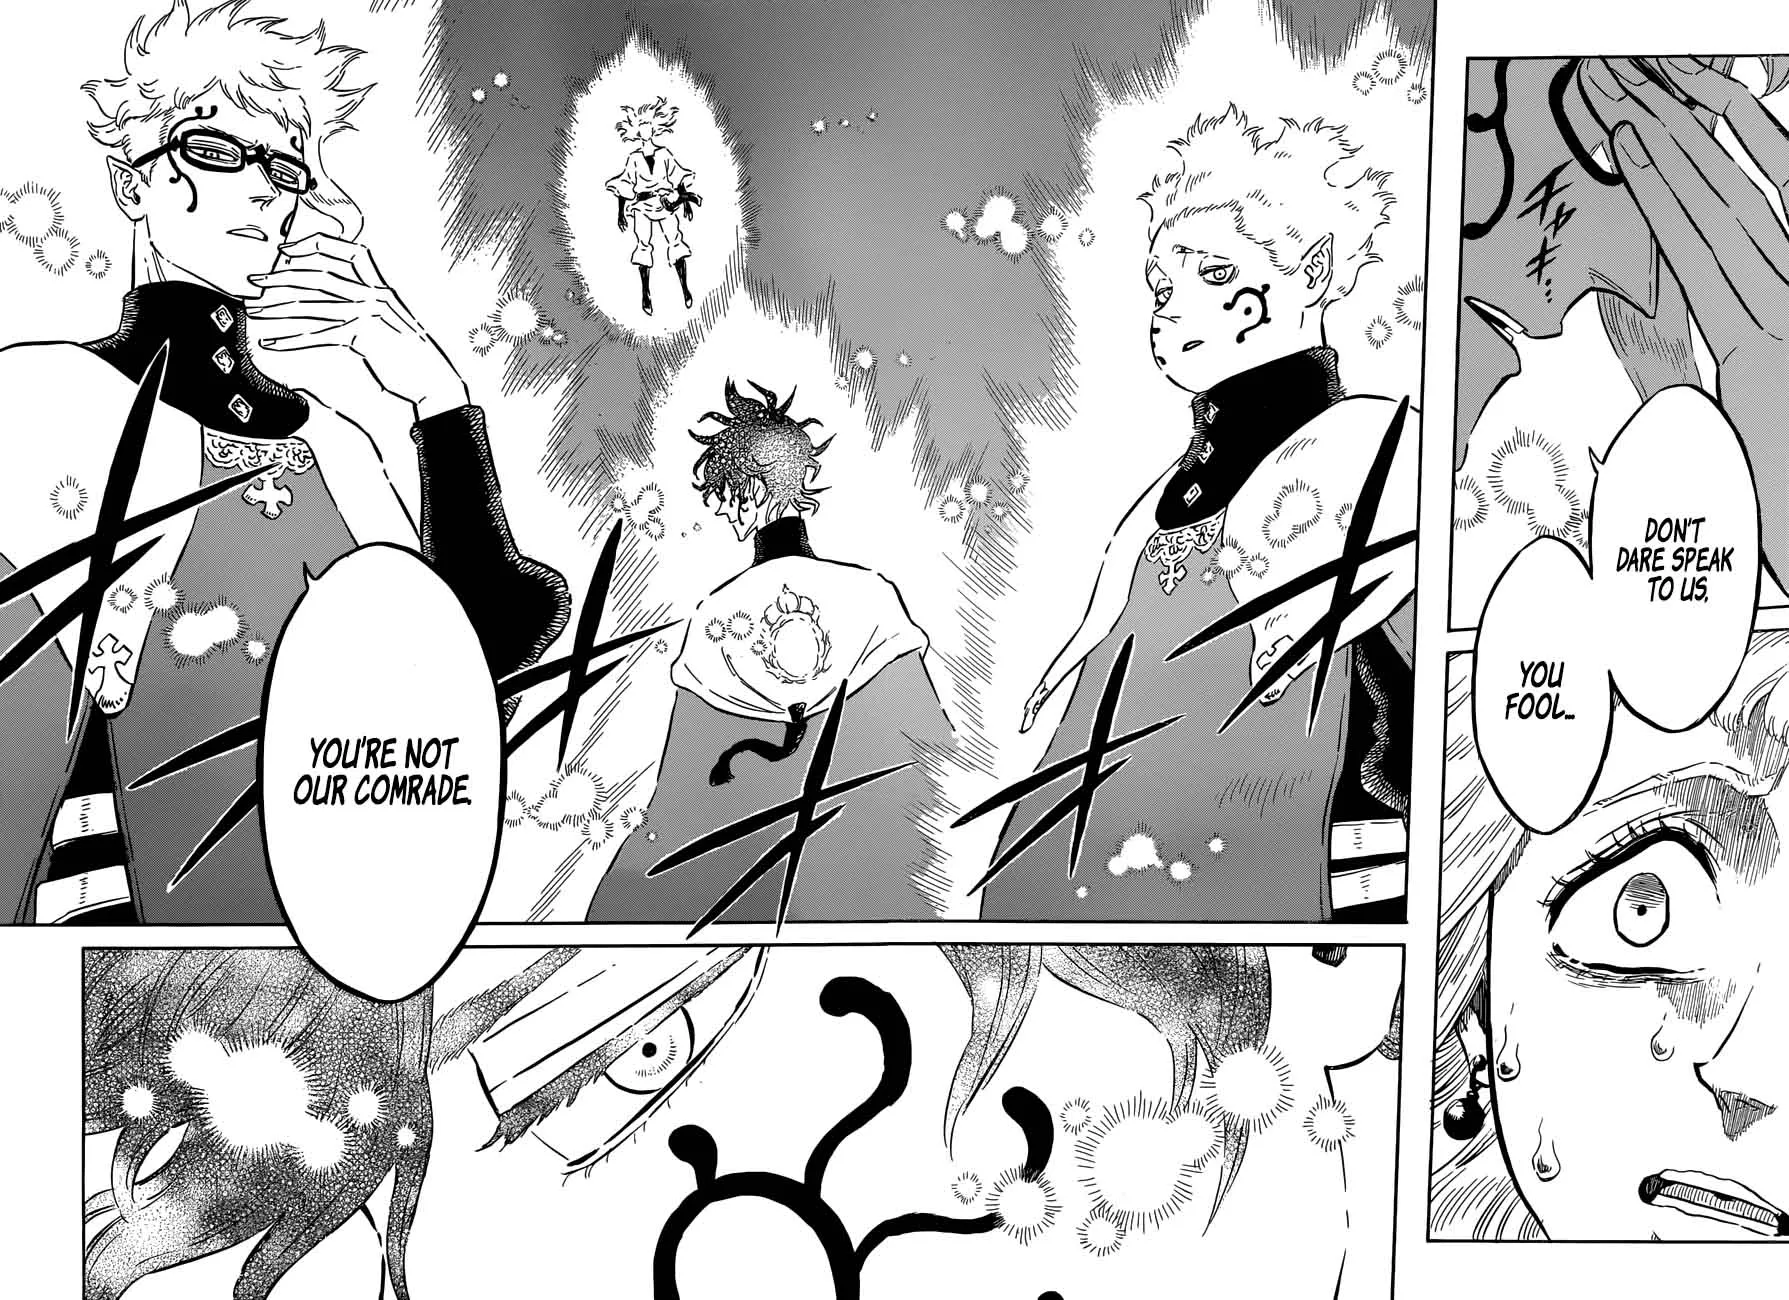 DON'T
DARE SPEAK
TO US,
YOU
FOOL...
YOU'RE NOT
OUR COMRADE.